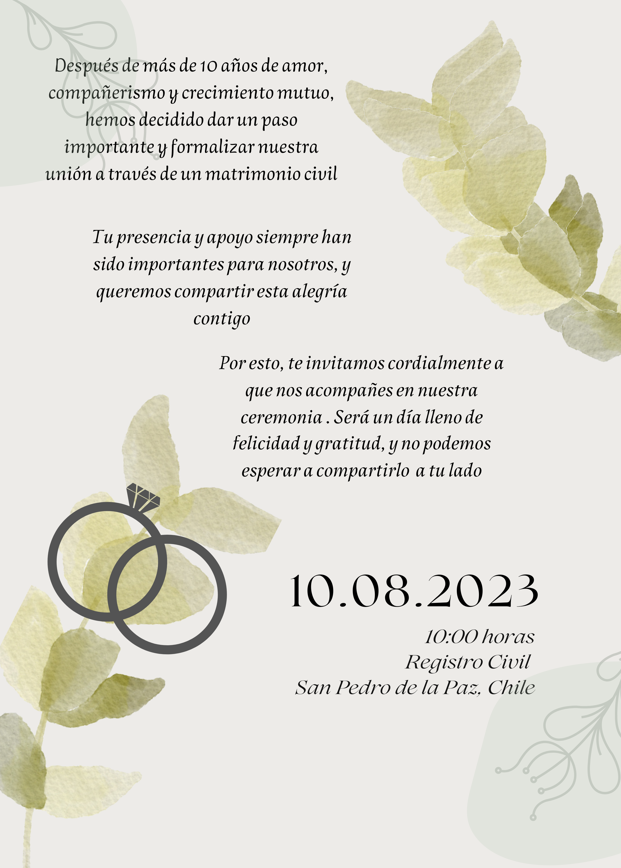 Después de más de 10 años de amor,
compañerismo y crecimiento mutuo,
hemos decidido dar un paso
importante y formalizar nuestra
unión a través de un matrimonio civil
Tu presencia y apoyo siempre han
sido importantes para nosotros, y
queremos compartir esta alegría
contigo
Por esto, te invitamos cordialmente a
que nos acompañes en nuestra
ceremonia . Será un día lleno de
felicidad y gratitud, y no podemos
esperar a compartirlo  a tu lado
10.08.2023
10:00 horas
Registro Civil
San Pedro de la Paz, Chile